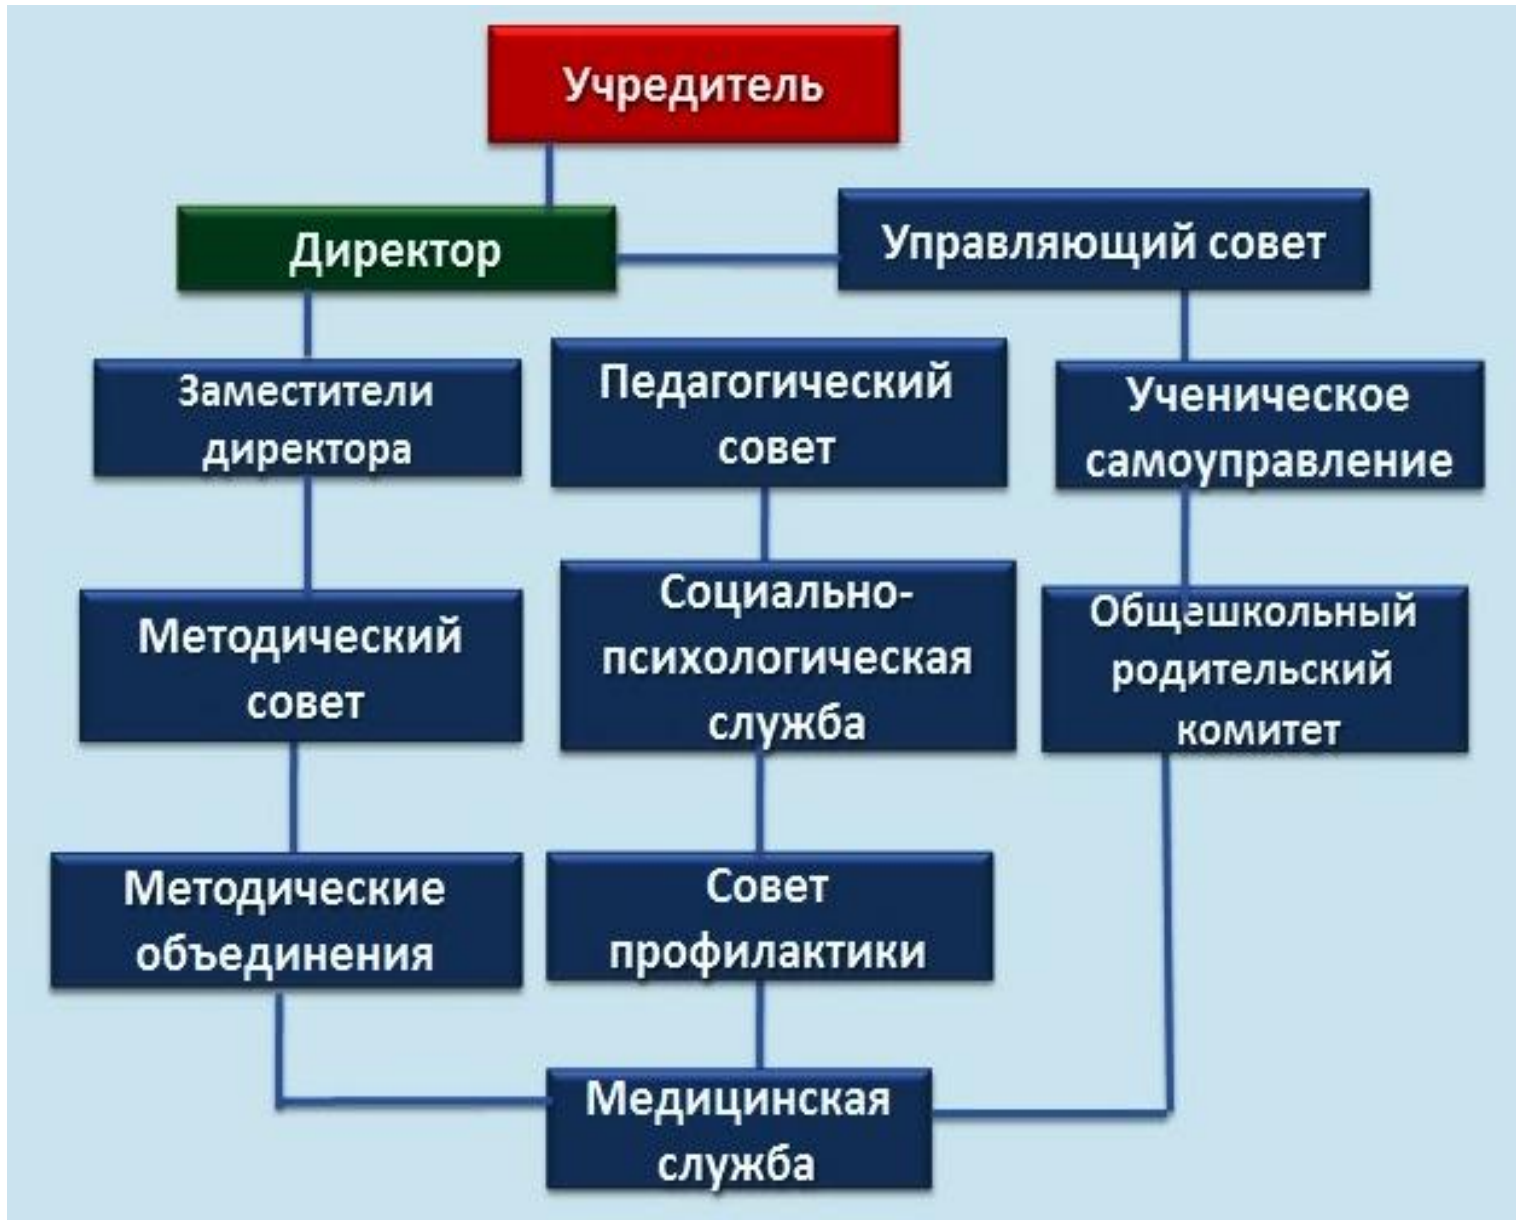 Учредитель
Директор
Управляющий совет
Заместители
директора
Педагогический
совет
Ученическое
самоуправление
Методический
совет
Социально-
психологическая
служба
Общешкольный
родительский
комитет
Методические
объединения
Совет
профилактики
Медицинская
служба